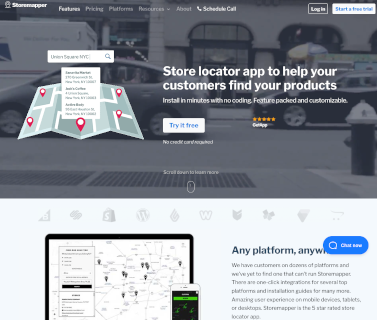 Storemapper
Features Pricing Platforms Resources About Schedule Call
Log in
Start a free trial
Union Square NYC
Store locator app to help your
customers find your products
Install in minutes with no coding. Feature packed and customizable.
Try it free
GetApp
No credit card required
Scroll down to learn more
Any platform, anywh
Chat now
We have customers on dozens of platforms and
we've yet to find one that can't run Storemapper.
There are one-click integrations for several top
platforms and installation guides for many more.
Amazing user experience on mobile devices, tablets,
or desktops. Storemapper is the 5 star rated store
locator app.